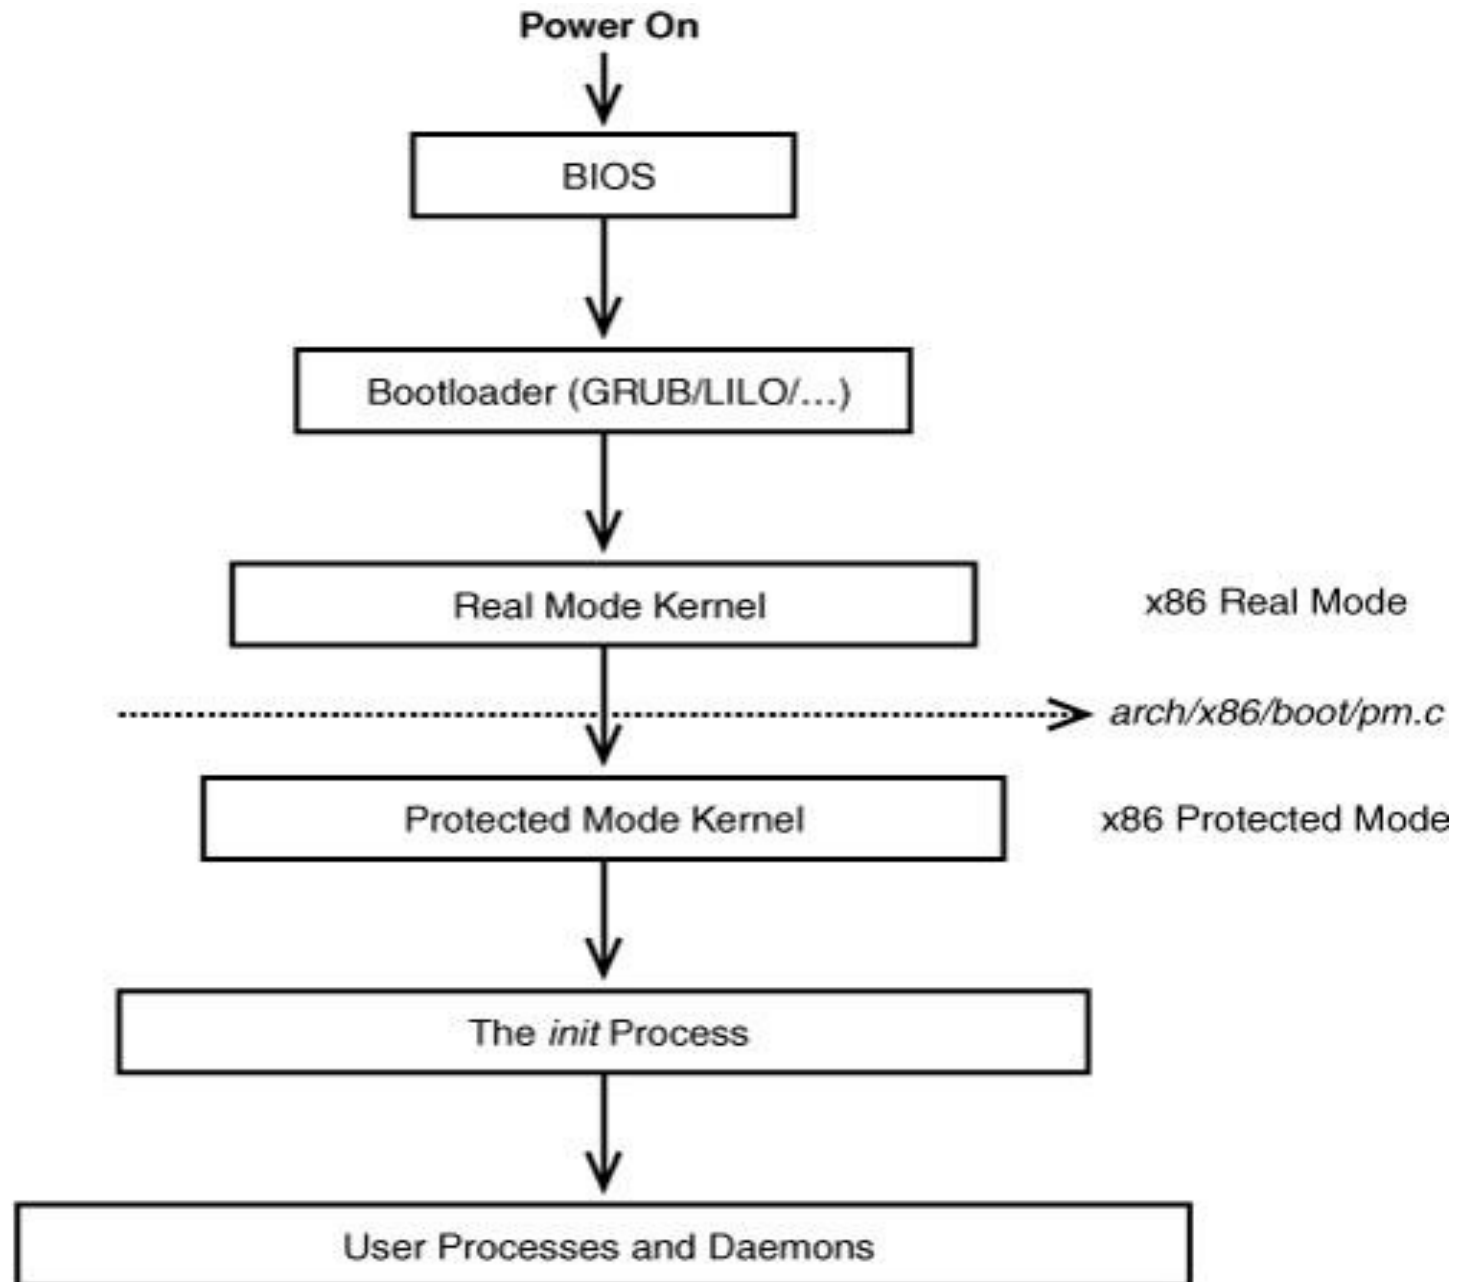 Power On
BIOS
Bootloader (GRUB/LILO/…)
Real Mode Kernel
x86 Real Mode
arch/x86/boot/pm.c
Protected Mode Kernel
x86 Protected Mode
The init Process
User Processes and Daemons